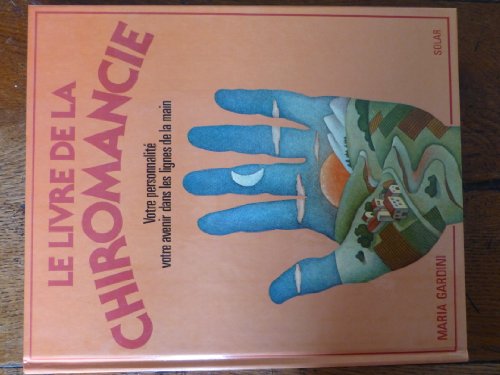 LE LIVRE DE LA
CHIROMANCIE
Votre personnalité
votre avenir dans les lignes de la main
MARIA GARDINI
SOLAR